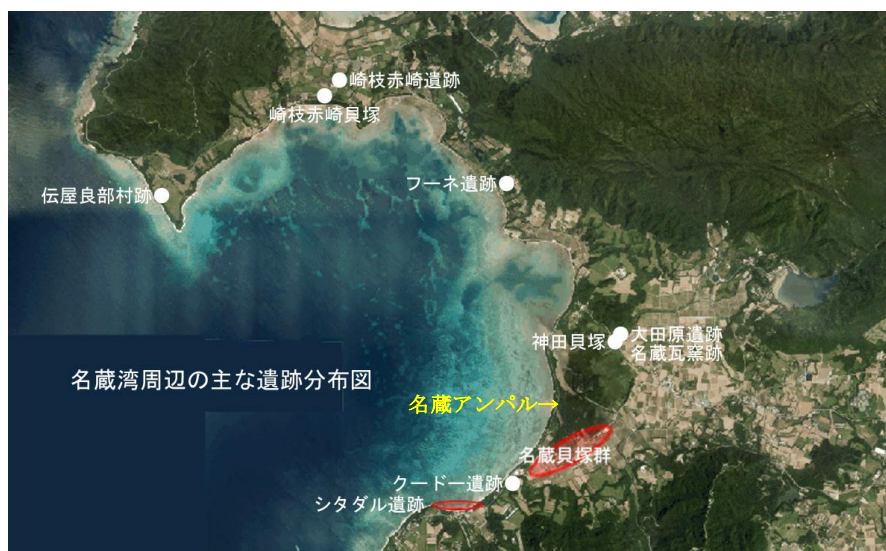 崎枝赤崎遺跡
崎枝赤崎貝塚
フーネ遺跡
伝屋良部村跡
大田原遺跡
神田貝塚
名蔵瓦窯跡
名蔵湾周辺の主な遺跡分布図
名蔵アンパル→
名蔵貝塚群
クードー遺跡
シタダル遺跡